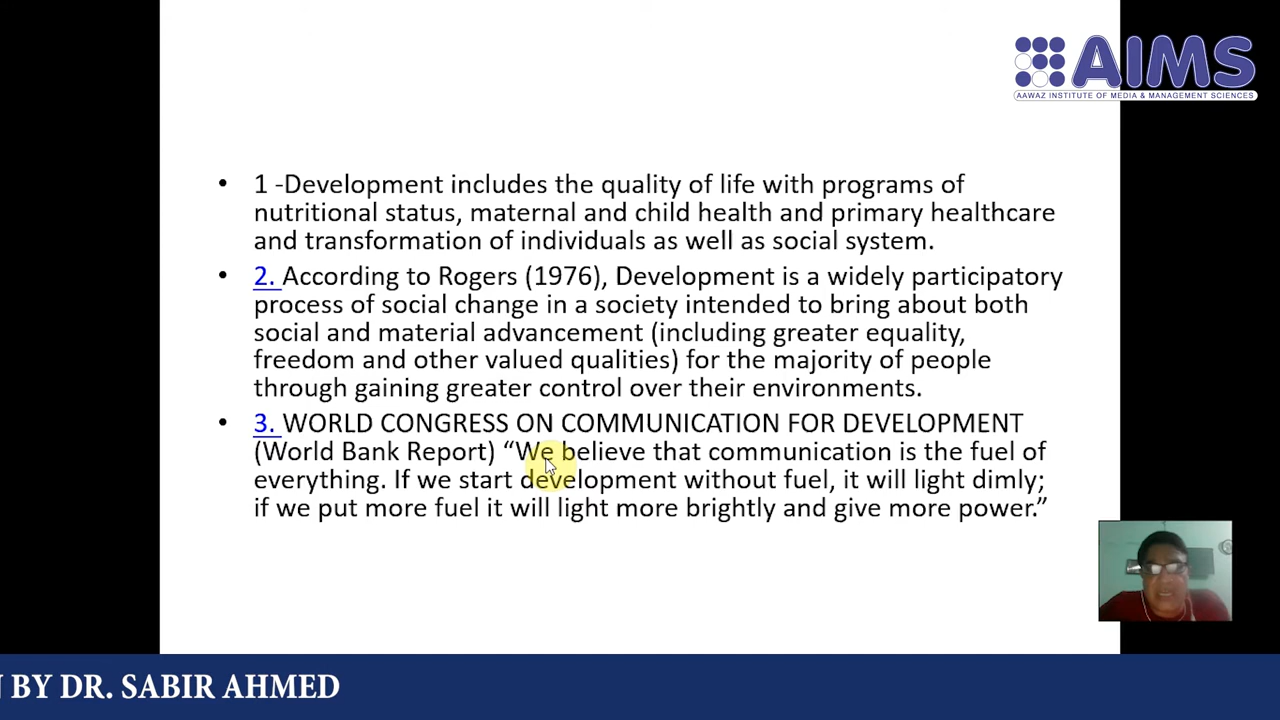 AIMS
AAWAZ INSTITUTE OF MEDIA & MANAGEMENT SCIENCES
• 1 -Development includes the quality of life with programs of
nutritional status, maternal and child health and primary healthcare
and transformation of individuals as well as social system.
• 2. According to Rogers (1976), Development is a widely participatory
process of social change in a society intended to bring about both
social and material advancement (including greater equality,
freedom and other valued qualities) for the majority of people
through gaining greater control over their environments.
• 3. WORLD CONGRESS ON COMMUNICATION FOR DEVELOPMENT
(World Bank Report) “We believe that communication is the fuel of
everything. If we start development without fuel, it will light dimly;
if we put more fuel it will light more brightly and give more power.”
BY DR. SABIR AHMED